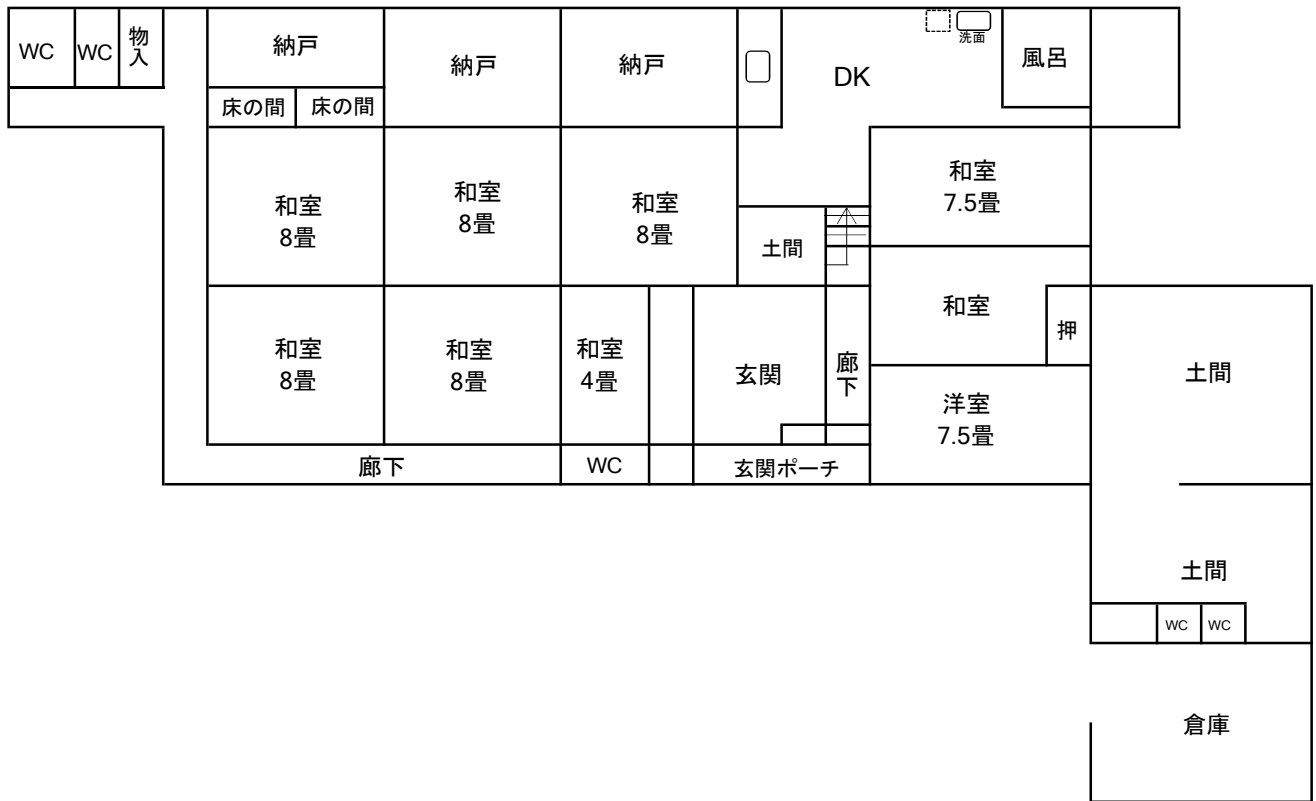 WC
WC
物入
納戸
納戸
納戸
DK
洗面
風呂
床の間
床の間
和室
8畳
和室
8畳
和室
8畳
土間
和室
7.5畳
和室
押
和室
8畳
和室
8畳
和室
4畳
玄関
廊下
洋室
7.5畳
土間
廊下
WC
玄関ポーチ
土間
WC
WC
倉庫